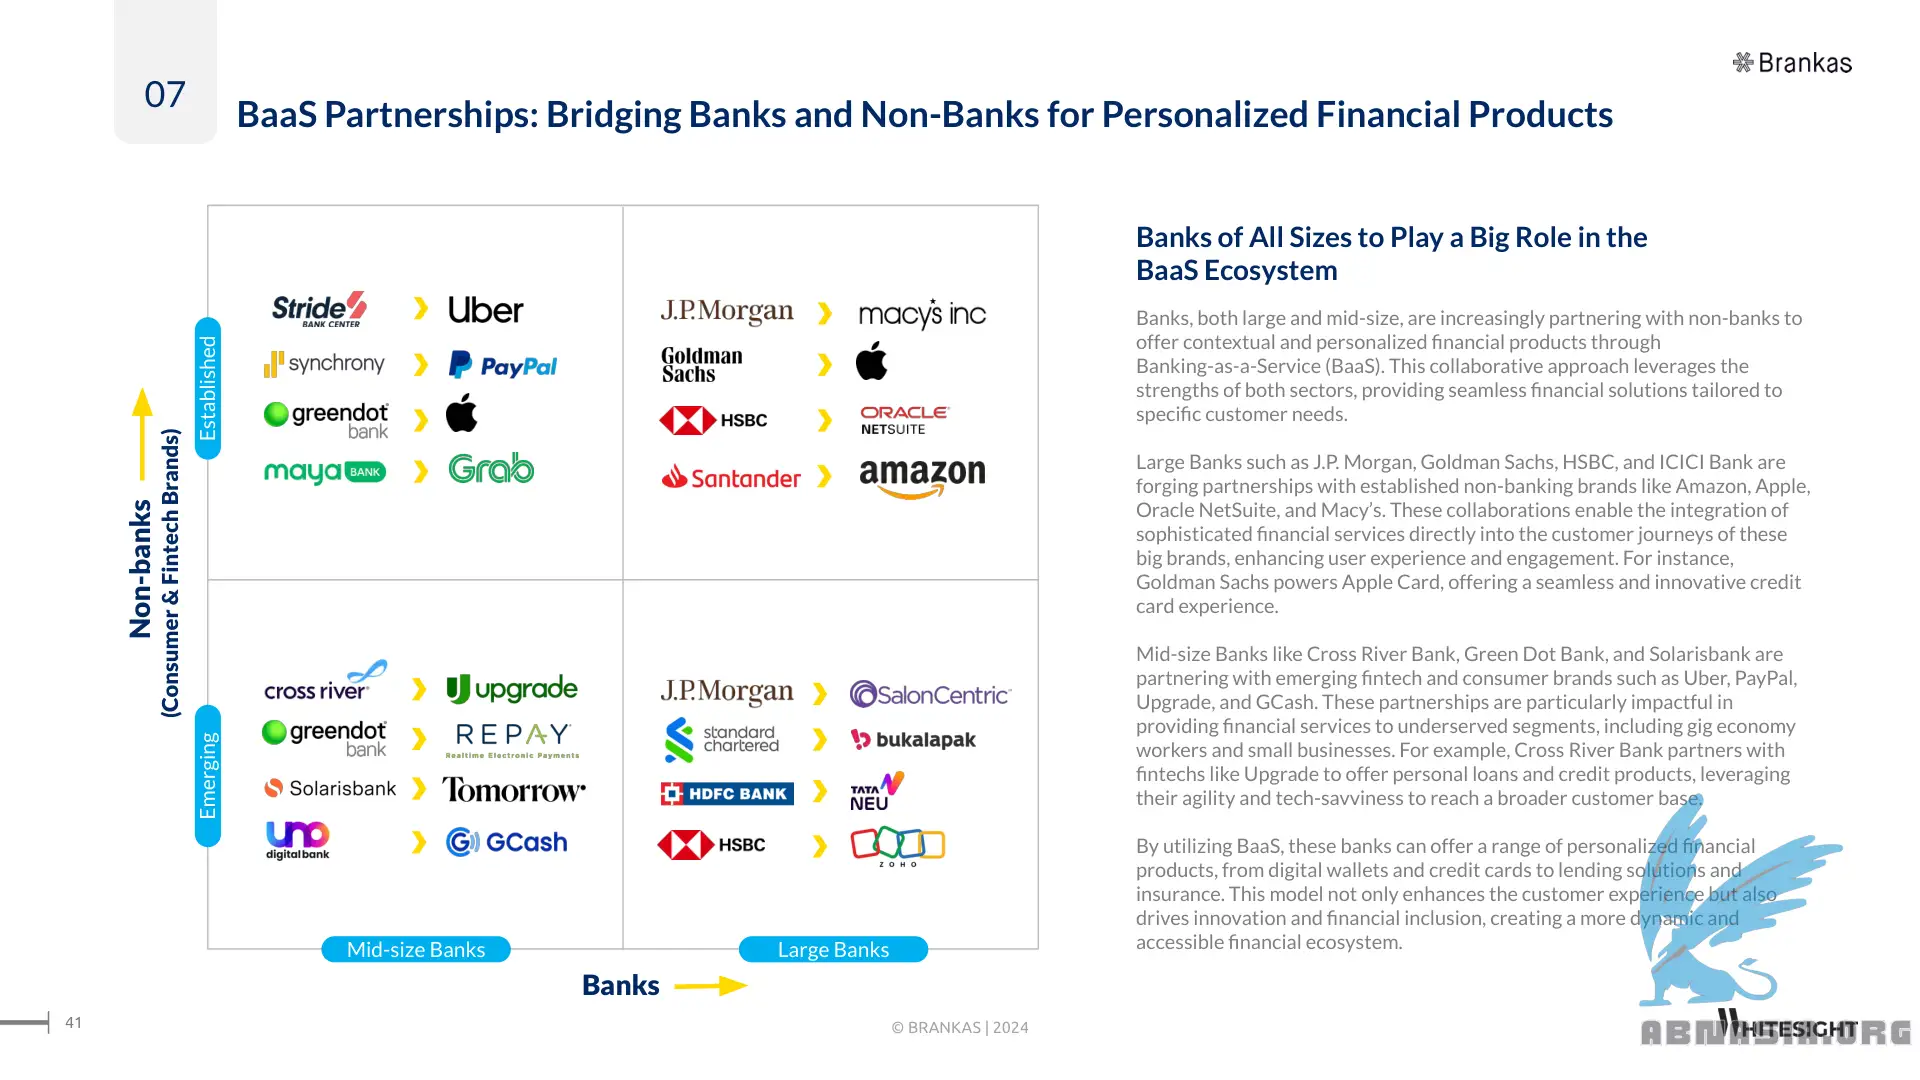 07
Brankas
BaaS Partnerships: Bridging Banks and Non-Banks for Personalized Financial Products
Non-banks
(Consumer & Fintech Brands)
Established
Stride BANK CENTER
Uber
synchrony
PayPal
greendot bank
maya BANK
Grab
J.P.Morgan
macy's inc
Goldman Sachs
HSBC
ORACLE NETSUITE
Santander
amazon
Emerging
cross river
upgrade
greendot bank
REPAY
Realtime Electronic Payments
Solarisbank
Tomorrow
uno digital bank
GCash
J.P.Morgan
SalonCentric
standard chartered
bukalapak
HDFC BANK
TATA NEU
HSBC
ZOHO
Mid-size Banks
Large Banks
Banks
Banks of All Sizes to Play a Big Role in the
BaaS Ecosystem
Banks, both large and mid-size, are increasingly partnering with non-banks to
offer contextual and personalized financial products through
Banking-as-a-Service (BaaS). This collaborative approach leverages the
strengths of both sectors, providing seamless financial solutions tailored to
specific customer needs.
Large Banks such as J.P. Morgan, Goldman Sachs, HSBC, and ICICI Bank are
forging partnerships with established non-banking brands like Amazon, Apple,
Oracle NetSuite, and Macy’s. These collaborations enable the integration of
sophisticated financial services directly into the customer journeys of these
big brands, enhancing user experience and engagement. For instance,
Goldman Sachs powers Apple Card, offering a seamless and innovative credit
card experience.
Mid-size Banks like Cross River Bank, Green Dot Bank, and Solarisbank are
partnering with emerging fintech and consumer brands such as Uber, PayPal,
Upgrade, and GCash. These partnerships are particularly impactful in
providing financial services to underserved segments, including gig economy
workers and small businesses. For example, Cross River Bank partners with
fintechs like Upgrade to offer personal loans and credit products, leveraging
their agility and tech-savviness to reach a broader customer base.
By utilizing BaaS, these banks can offer a range of personalized financial
products, from digital wallets and credit cards to lending solutions and
insurance. This model not only enhances the customer experience but also
drives innovation and financial inclusion, creating a more dynamic and
accessible financial ecosystem.
41
© BRANKAS | 2024
WHITESIGHT
ABNASIA.ORG